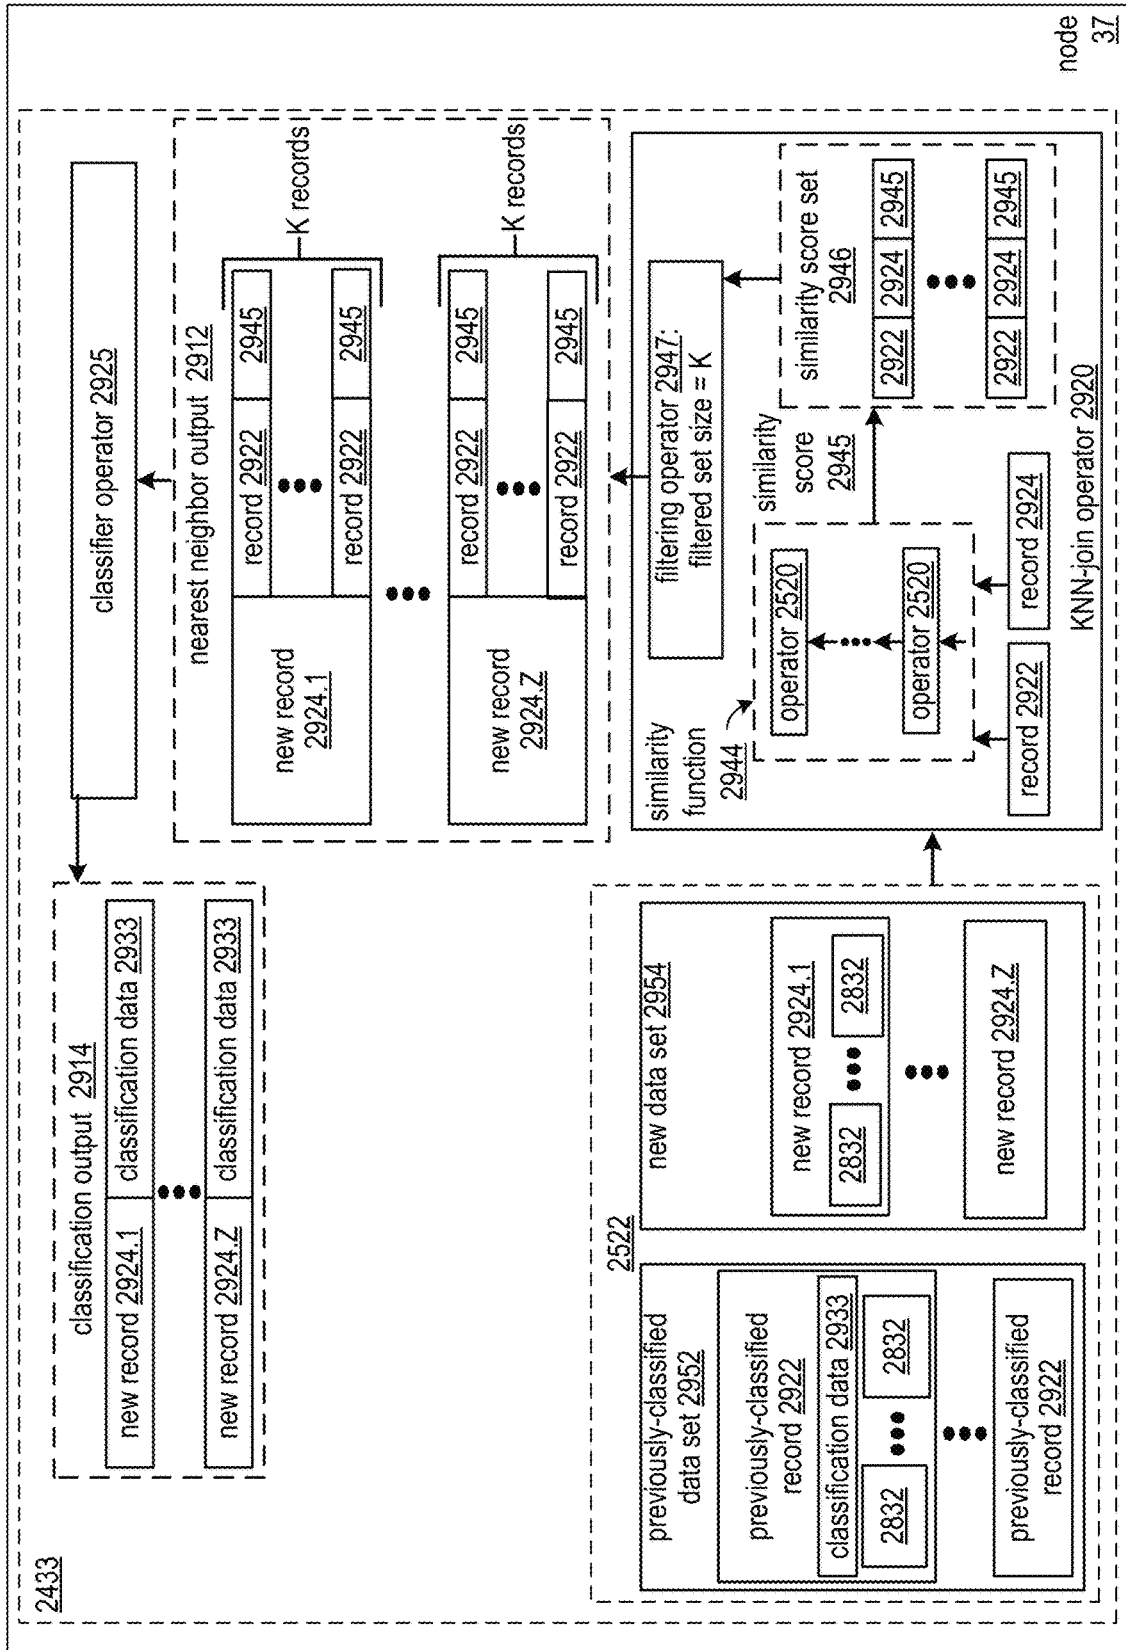 2433
classification output 2914
new record 2924.1
classification data 2933
new record 2924.Z
classification data 2933
classifier operator 2925
nearest neighbor output 2912
new record
2924.1
record 2922
2945
record 2922
2945
K records
new record
2924.Z
record 2922
2945
record 2922
2945
K records
2522
previously-classified
data set 2952
previously-classified
record 2922
classification data 2933
2832
2832
previously-classified
record 2922
new data set 2954
new record 2924.1
2832
2832
new record 2924.Z
filtering operator 2947:
filtered set size = K
similarity
function
2944
operator 2520
operator 2520
record 2922
record 2924
similarity
score
2945
similarity score set
2946
2922
2924
2945
2922
2924
2945
KNN-join operator 2920
node
37